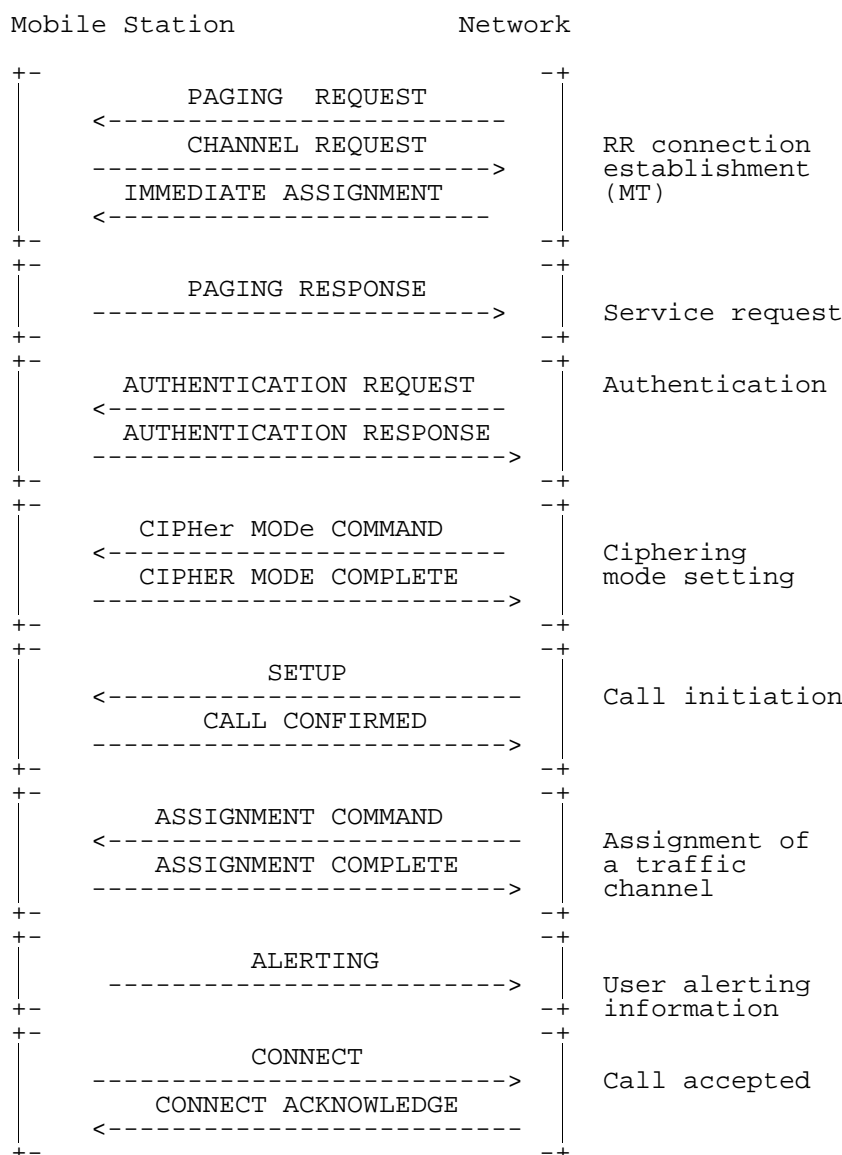 Mobile Station Network
PAGING REQUEST
CHANNEL REQUEST RR connection
establishment
IMMEDIATE ASSIGNMENT (MT)
PAGING RESPONSE
Service request
AUTHENTICATION REQUEST Authentication
AUTHENTICATION RESPONSE
CIPHer MODe COMMAND
Ciphering
CIPHER MODE COMPLETE mode setting
SETUP
Call initiation
CALL CONFIRMED
ASSIGNMENT COMMAND
Assignment of
ASSIGNMENT COMPLETE a traffic
channel
ALERTING
User alerting
information
CONNECT
Call accepted
CONNECT ACKNOWLEDGE